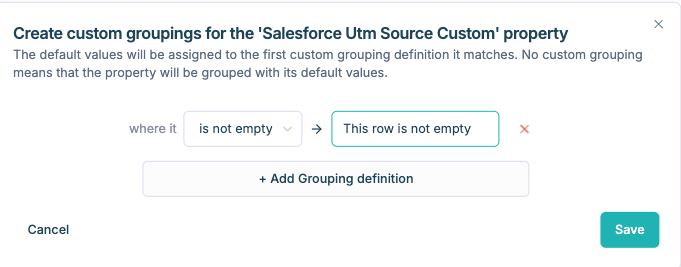 Create custom groupings for the 'Salesforce Utm Source Custom' property
The default values will be assigned to the first custom grouping definition it matches. No custom grouping
means that the property will be grouped with its default values.
where it is not empty → This row is not empty
+ Add Grouping definition
Cancel Save